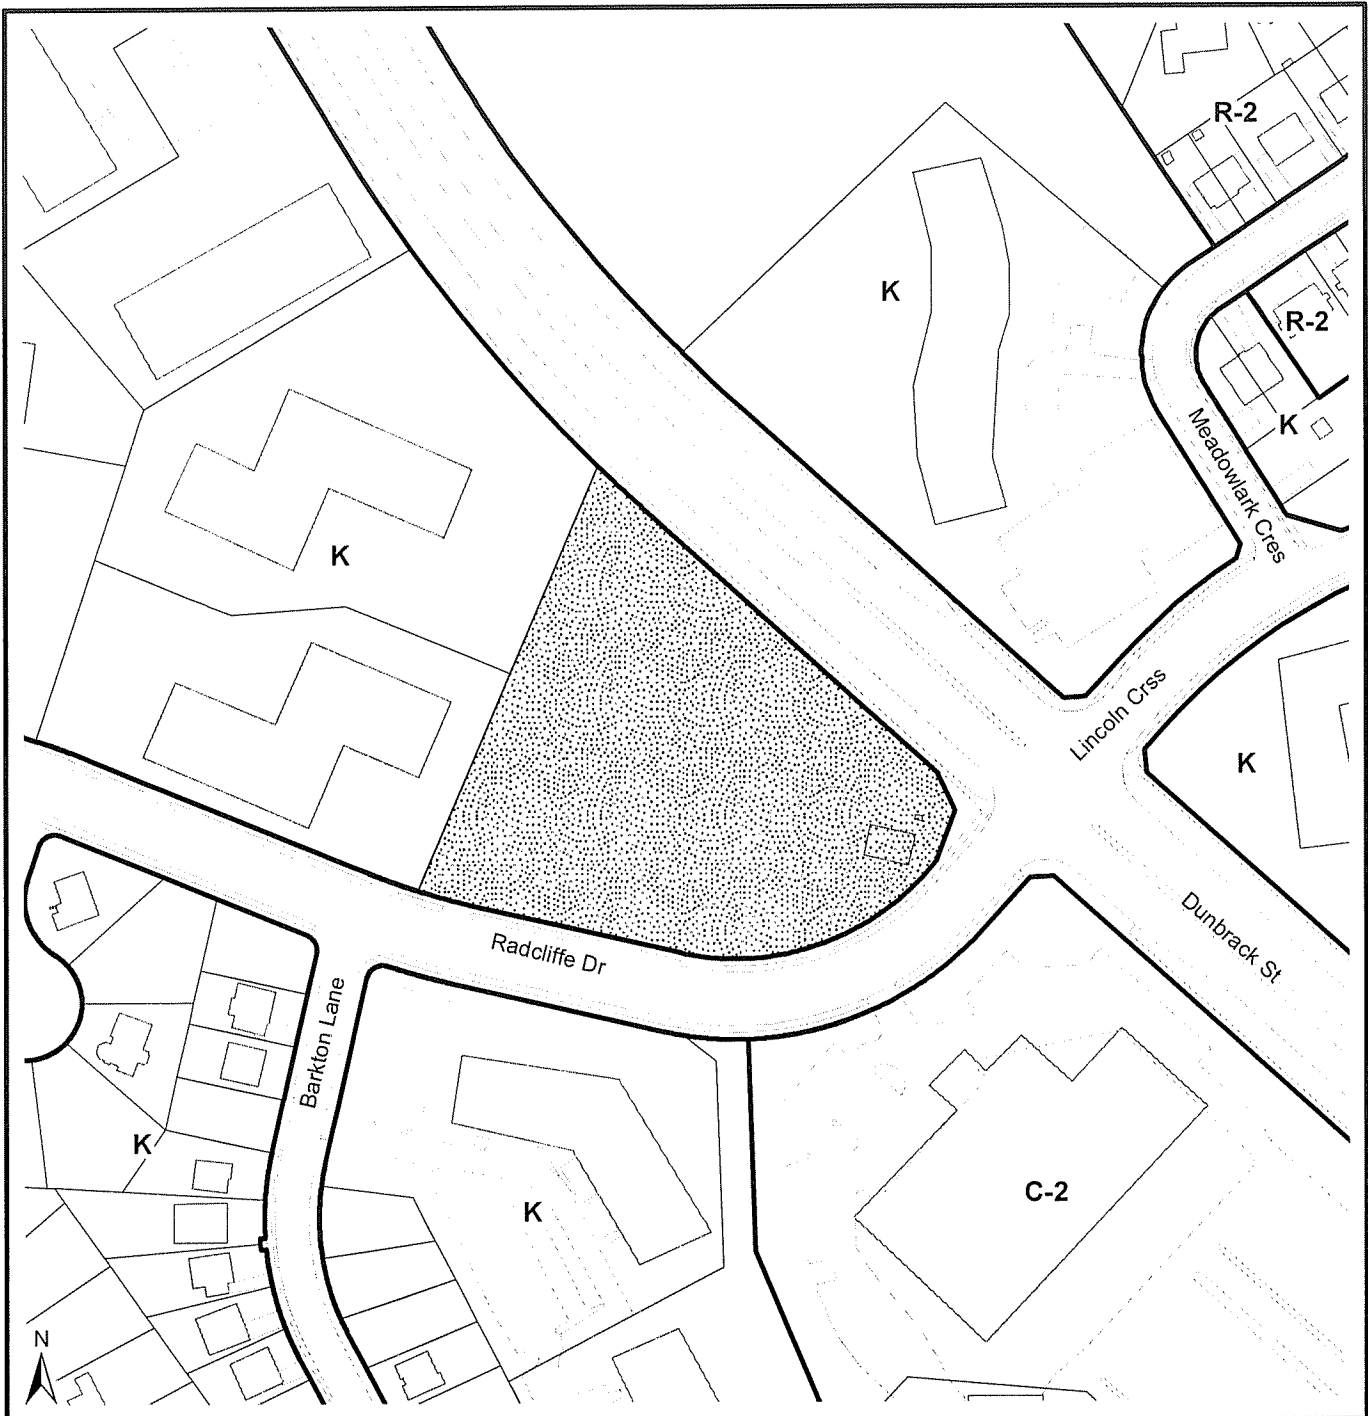 R-2
K
R-2
K
Meadowlark Cres
K
Lincoln Crss
K
Dunbrack St
Radcliffe Dr
Barkton Lane
K
K
C-2
N